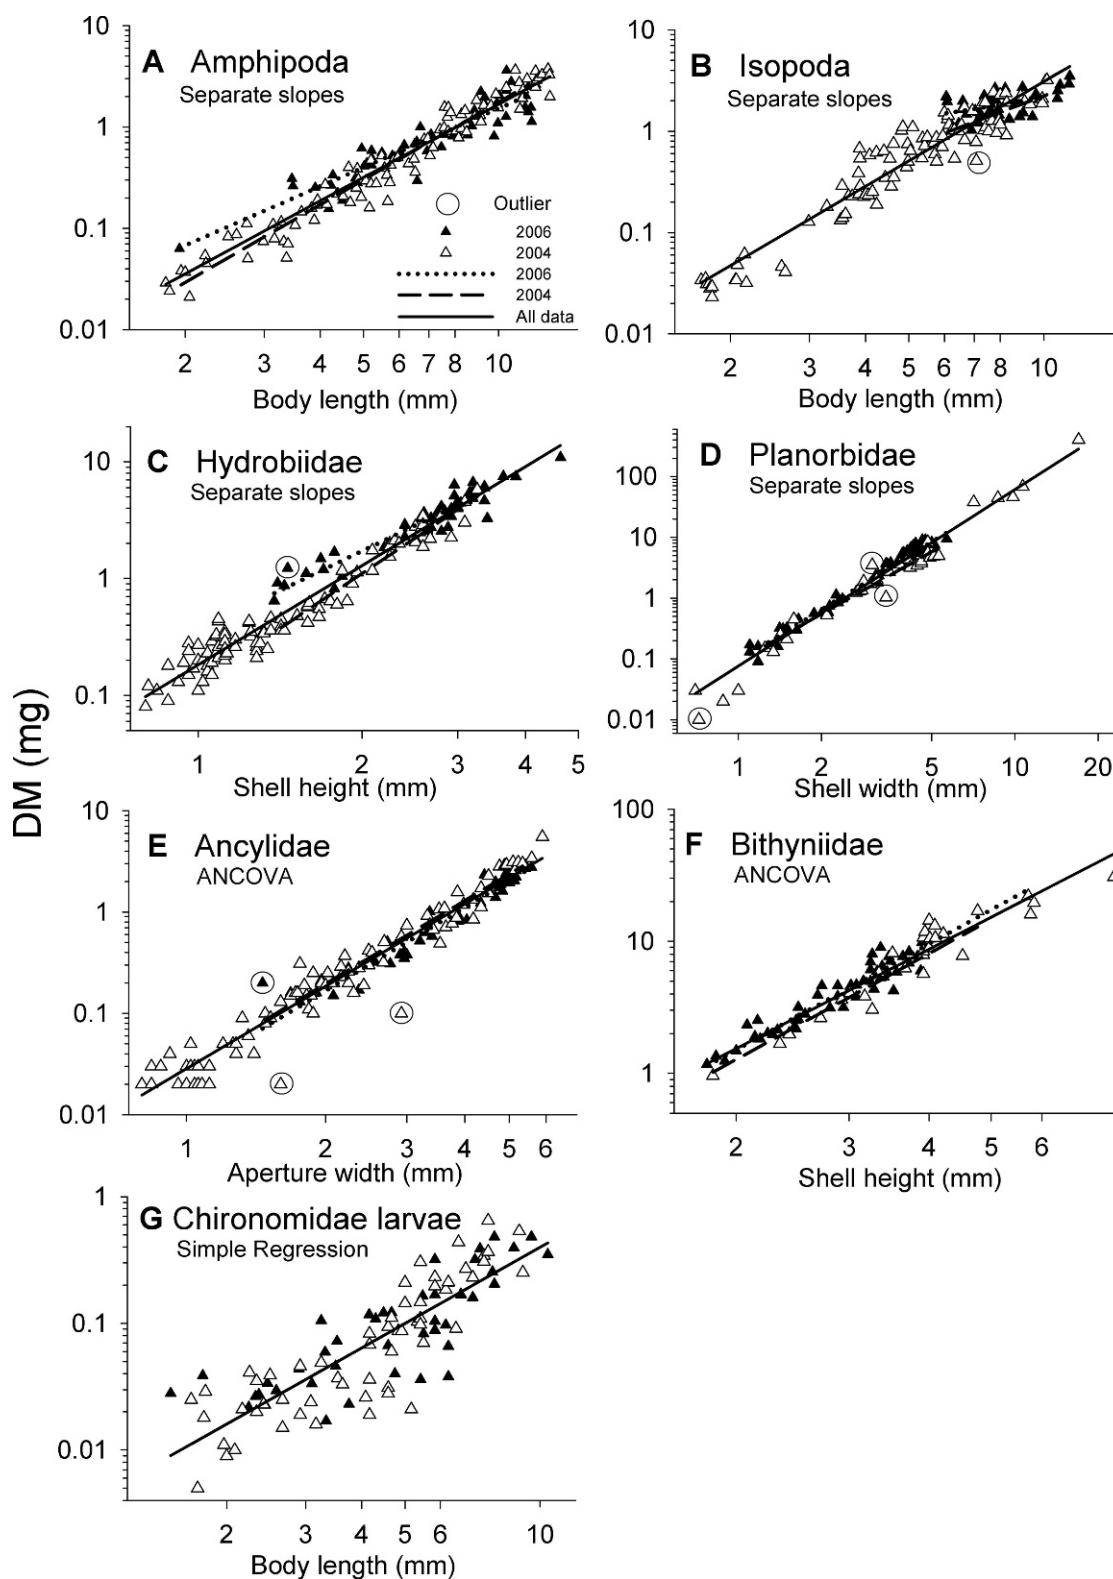 DM (mg)
A Amphipoda
Separate slopes
10
1
0.1
0.01
Outlier
2006
2004
2006
2004
All data
2 3 4 5 6 7 8 10
Body length (mm)
B Isopoda
Separate slopes
10
1
0.1
0.01
2 3 4 5 6 7 8 10
Body length (mm)
C Hydrobiidae
Separate slopes
10
1
0.1
1 2 3 4 5
Shell height (mm)
D Planorbidae
Separate slopes
100
10
1
0.1
0.01
1 2 5 10 20
Shell width (mm)
E Ancylidae
ANCOVA
10
1
0.1
0.01
1 2 3 4 5 6
Aperture width (mm)
F Bithyniidae
ANCOVA
100
10
1
2 3 4 5 6
Shell height (mm)
G Chironomidae larvae
Simple Regression
1
0.1
0.01
2 3 4 5 6 10
Body length (mm)